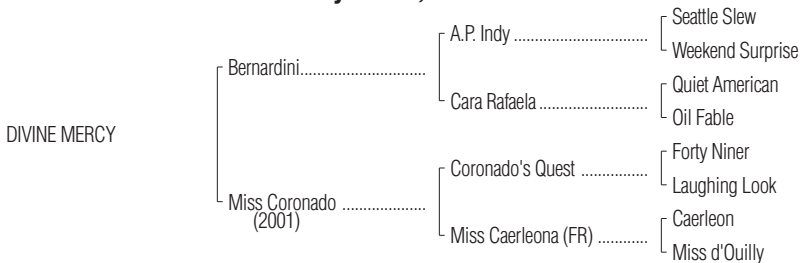 Seattle Slew
A.P. Indy
Weekend Surprise
Bernardini
Quiet American
Cara Rafaela
Oil Fable
DIVINE MERCY
Forty Niner
Coronado's Quest
Laughing Look
Miss Coronado
(2001)
Caerleon
Miss Caerleona (FR)
Miss d'Ouilly